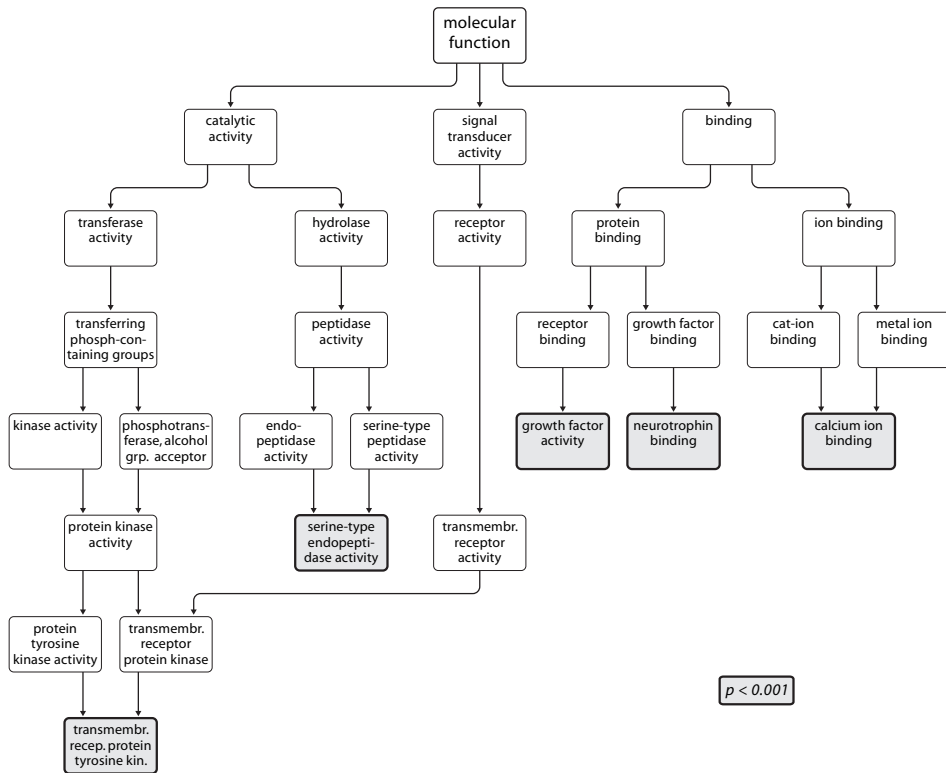 molecular
function
catalytic
activity
signal
transducer
activity
binding
transferase
activity
hydrolase
activity
receptor
activity
protein
binding
ion binding
transferring
phosph-con-
taining groups
peptidase
activity
receptor
binding
growth factor
binding
cat-ion
binding
metal ion
binding
kinase activity
phosphotrans-
ferase, alcohol
grp. acceptor
endo-
peptidase
activity
serine-type
peptidase
activity
growth factor
activity
neurotrophin
binding
calcium ion
binding
protein kinase
activity
serine-type
endopepti-
dase activity
transmembr.
receptor
activity
protein
tyrosine
kinase activity
transmembr.
receptor
protein kinase
p < 0.001
transmembr.
recep. protein
tyrosine kin.